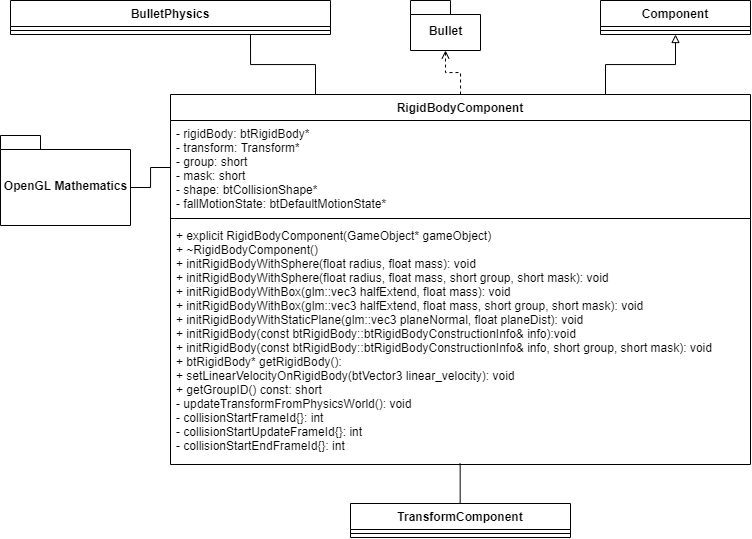 BulletPhysics
Bullet
Component
RigidBodyComponent
- rigidBody: btRigidBody*
- transform: Transform*
- group: short
- mask: short
- shape: btCollisionShape*
- fallMotionState: btDefaultMotionState*
OpenGL Mathematics
+ explicit RigidBodyComponent(GameObject* gameObject)
+ ~RigidBodyComponent()
+ initRigidBodyWithSphere(float radius, float mass): void
+ initRigidBodyWithSphere(float radius, float mass, short group, short mask): void
+ initRigidBodyWithBox(glm::vec3 halfExtend, float mass): void
+ initRigidBodyWithBox(glm::vec3 halfExtend, float mass, short group, short mask): void
+ initRigidBodyWithStaticPlane(glm::vec3 planeNormal, float planeDist): void
+ initRigidBody(const btRigidBody::btRigidBodyConstructionInfo& info):void
+ initRigidBody(const btRigidBody::btRigidBodyConstructionInfo& info, short group, short mask): void
+ btRigidBody* getRigidBody():
+ setLinearVelocityOnRigidBody(btVector3 linear_velocity): void
+ getGroupID() const: short
- updateTransformFromPhysicsWorld(): void
- collisionStartFrameId{}: int
- collisionStartUpdateFrameId{}: int
- collisionStartEndFrameId{}: int
TransformComponent